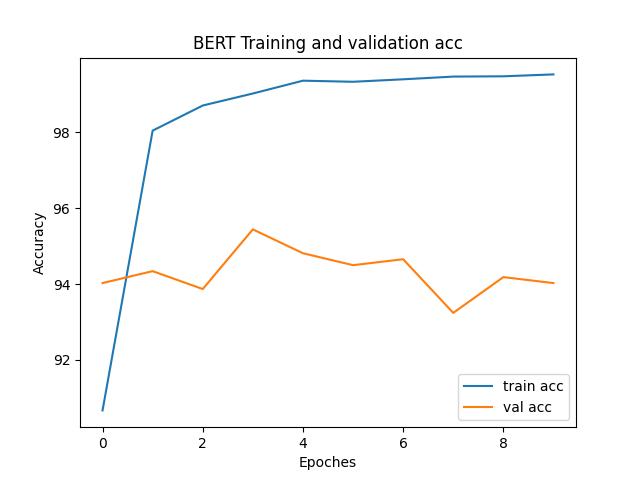 BERT Training and validation acc
98
96
94
92
Accuracy
0 2 4 6 8
Epoches
train acc
val acc